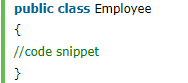 public class Employee
{
//code snippet
}